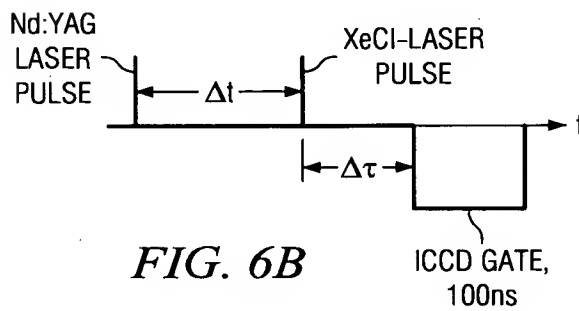 Nd:YAG
LASER
PULSE
XeCl-LASER
PULSE
Δt
t
Δτ
FIG. 6B
ICCD GATE,
100ns